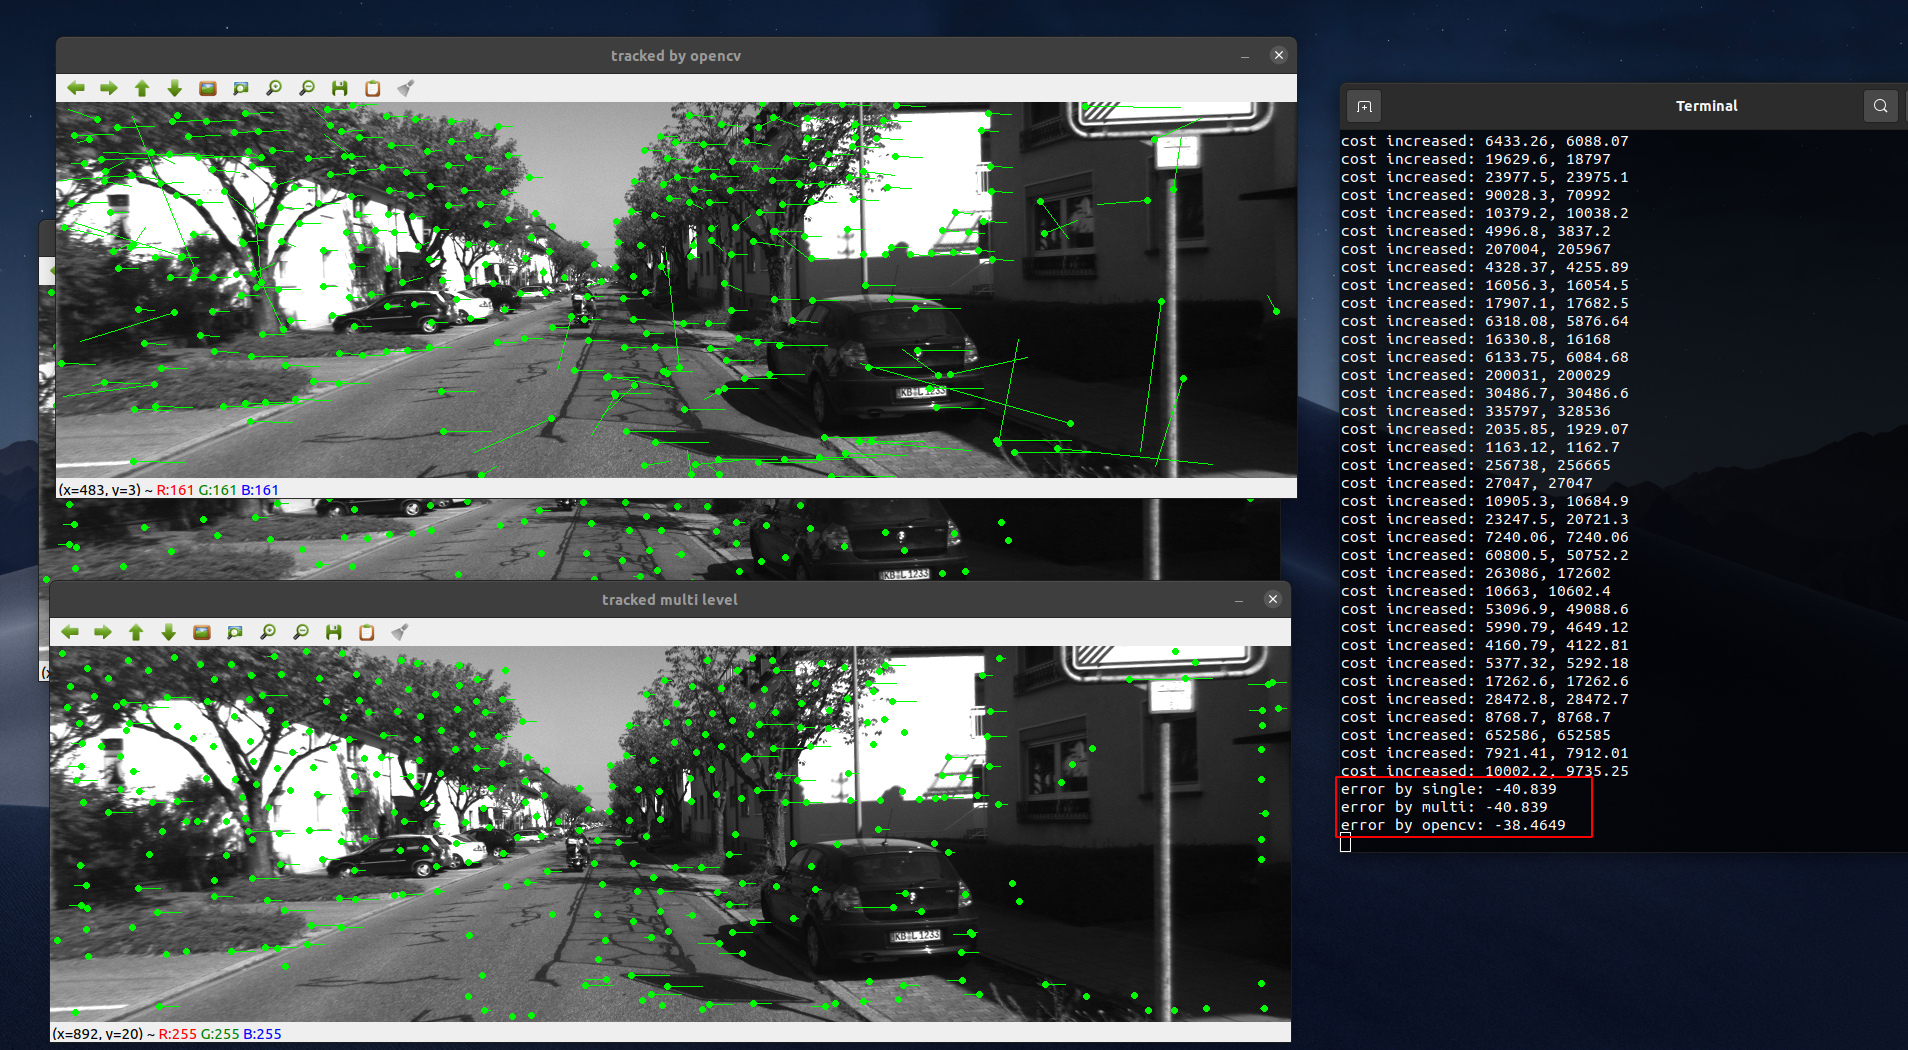 tracked by opencv
(x=483, y=3) ~ R:161 G:161 B:161
KB L 1233
KB L 1233
tracked multi level
KB L 1233
(x=892, y=20) ~ R:255 G:255 B:255
Terminal
cost increased: 6433.26, 6088.07
cost increased: 19629.6, 18797
cost increased: 23977.5, 23975.1
cost increased: 90028.3, 70992
cost increased: 10379.2, 10038.2
cost increased: 4996.8, 3837.2
cost increased: 207004, 205967
cost increased: 4328.37, 4255.89
cost increased: 16056.3, 16054.5
cost increased: 17907.1, 17682.5
cost increased: 6318.08, 5876.64
cost increased: 16330.8, 16168
cost increased: 6133.75, 6084.68
cost increased: 200031, 200029
cost increased: 30486.7, 30486.6
cost increased: 335797, 328536
cost increased: 2035.85, 1929.07
cost increased: 1163.12, 1162.7
cost increased: 256738, 256665
cost increased: 27047, 27047
cost increased: 10905.3, 10684.9
cost increased: 23247.5, 20721.3
cost increased: 7240.06, 7240.06
cost increased: 60800.5, 50752.2
cost increased: 263086, 172602
cost increased: 10663, 10602.4
cost increased: 53096.9, 49088.6
cost increased: 5990.79, 4649.12
cost increased: 4160.79, 4122.81
cost increased: 5377.32, 5292.18
cost increased: 17262.6, 17262.6
cost increased: 28472.8, 28472.7
cost increased: 8768.7, 8768.7
cost increased: 652586, 652585
cost increased: 7921.41, 7912.01
cost increased: 10002.2, 9735.25
error by single: -40.839
error by multi: -40.839
error by opencv: -38.4649